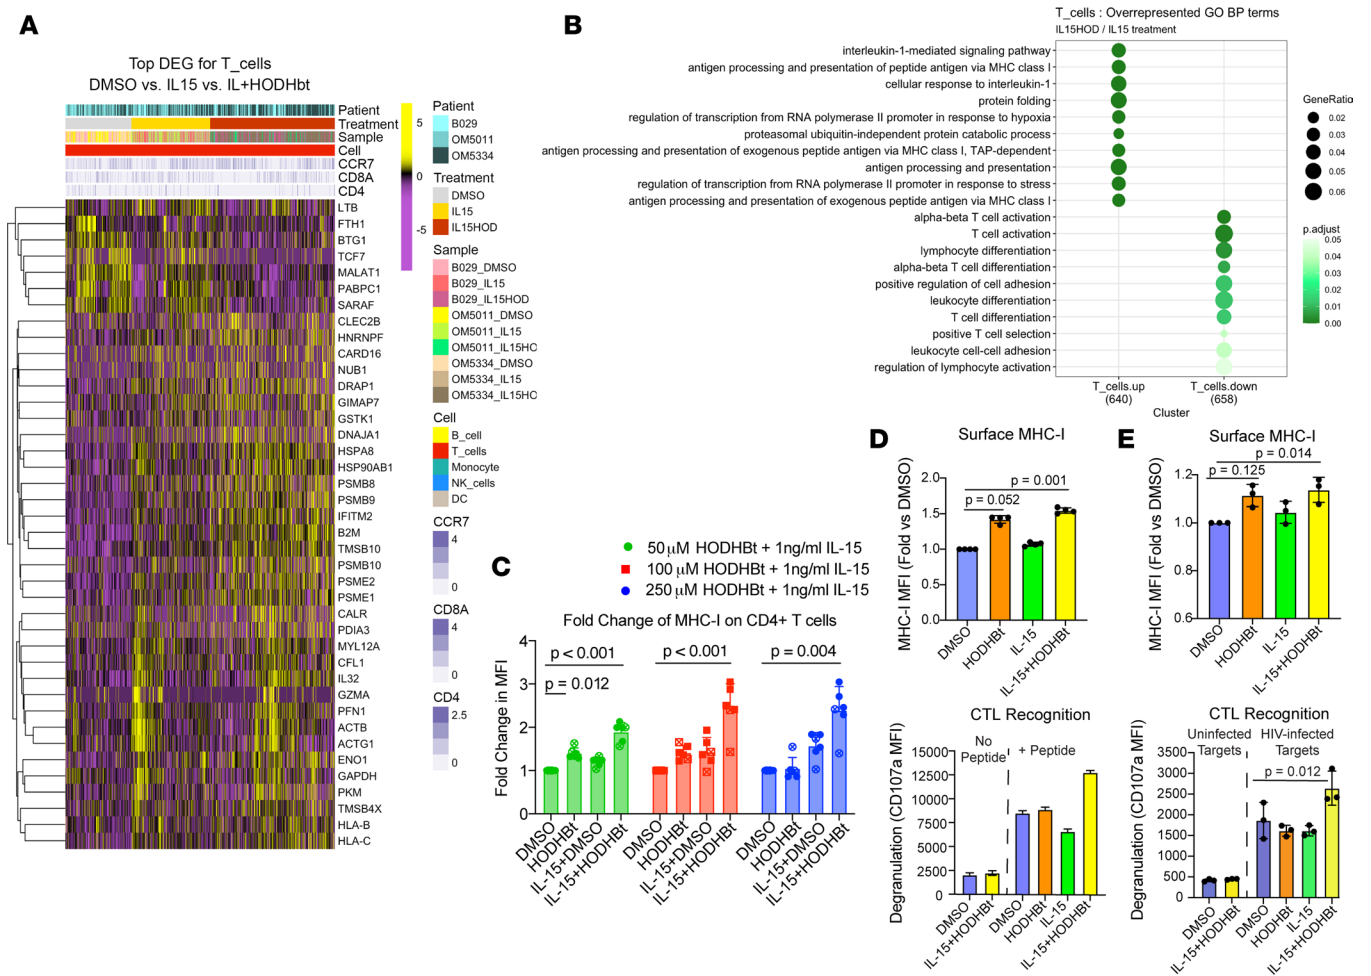 A
Top DEG for T_cells
DMSO vs. IL15 vs. IL+HODHbt
Patient
Treatment
Sample
Cell
CCR7
CD8A
CD4
LTB
FTH1
BTG1
TCF7
MALAT1
PABPC1
SARAF
CLEC2B
HNRNPF
CARD16
NUB1
DRAP1
GIMAP7
GSTK1
DNAJA1
HSPA8
HSP90AB1
PSMB8
PSMB9
IFITM2
B2M
TMSB10
PSMB10
PSME2
PSME1
CALR
PDIA3
MYL12A
CFL1
IL32
GZMA
PFN1
ACTB
ACTG1
ENO1
GAPDH
PKM
TMSB4X
HLA-B
HLA-C
5
0
-5
Patient
B029
OM5011
OM5334
Treatment
DMSO
IL15
IL15HOD
Sample
B029_DMSO
B029_IL15
B029_IL15HOD
OM5011_DMSO
OM5011_IL15
OM5011_IL15HC
OM5334_DMSO
OM5334_IL15
OM5334_IL15HC
Cell
B_cell
T_cells
Monocyte
NK_cells
DC
CCR7
4
0
CD8A
4
0
CD4
2.5
0
B
T_cells : Overrepresented GO BP terms
IL15HOD / IL15 treatment
interleukin-1-mediated signaling pathway
antigen processing and presentation of peptide antigen via MHC class I
cellular response to interleukin-1
protein folding
regulation of transcription from RNA polymerase II promoter in response to hypoxia
proteasomal ubiquitin-independent protein catabolic process
antigen processing and presentation of exogenous peptide antigen via MHC class I, TAP-dependent
antigen processing and presentation
regulation of transcription from RNA polymerase II promoter in response to stress
antigen processing and presentation of exogenous peptide antigen via MHC class I
alpha-beta T cell activation
T cell activation
lymphocyte differentiation
alpha-beta T cell differentiation
positive regulation of cell adhesion
leukocyte differentiation
T cell differentiation
positive T cell selection
leukocyte cell-cell adhesion
regulation of lymphocyte activation
T_cells.up
(640)
T_cells.down
(658)
Cluster
GeneRatio
0.02
0.03
0.04
0.05
0.06
p.adjust
0.05
0.04
0.03
0.02
0.01
0.00
C
50 μM HODHBt + 1ng/ml IL-15
100 μM HODHBt + 1ng/ml IL-15
250 μM HODHBt + 1ng/ml IL-15
Fold Change of MHC-I on CD4+ T cells
Fold Change in MFI
4
3
2
1
0
p < 0.001
p = 0.012
p < 0.001
p = 0.004
DMSO
HODHBt
IL-15+DMSO
IL-15+HODHBt
DMSO
HODHBt
IL-15+DMSO
IL-15+HODHBt
DMSO
HODHBt
IL-15+DMSO
IL-15+HODHBt
D
Surface MHC-I
MHC-I MFI (Fold vs DMSO)
2.0
1.5
1.0
0.5
0.0
p = 0.001
p = 0.052
DMSO
HODHBt
IL-15
IL-15+HODHBt
CTL Recognition
Degranulation (CD107a MFI)
15000
12500
10000
7500
5000
2500
0
No
Peptide
+ Peptide
DMSO
IL-15+HODHBt
DMSO
HODHBt
IL-15
IL-15+HODHBt
E
Surface MHC-I
MHC-I MFI (Fold vs DMSO)
1.2
1.0
0.8
0.6
p = 0.014
p = 0.125
DMSO
HODHBt
IL-15
IL-15+HODHBt
CTL Recognition
Degranulation (CD107a MFI)
3500
3000
2500
2000
1500
1000
500
0
Uninfected
Targets
HIV-infected
Targets
p = 0.012
DMSO
IL-15+HODHBt
DMSO
HODHBt
IL-15
IL-15+HODHBt